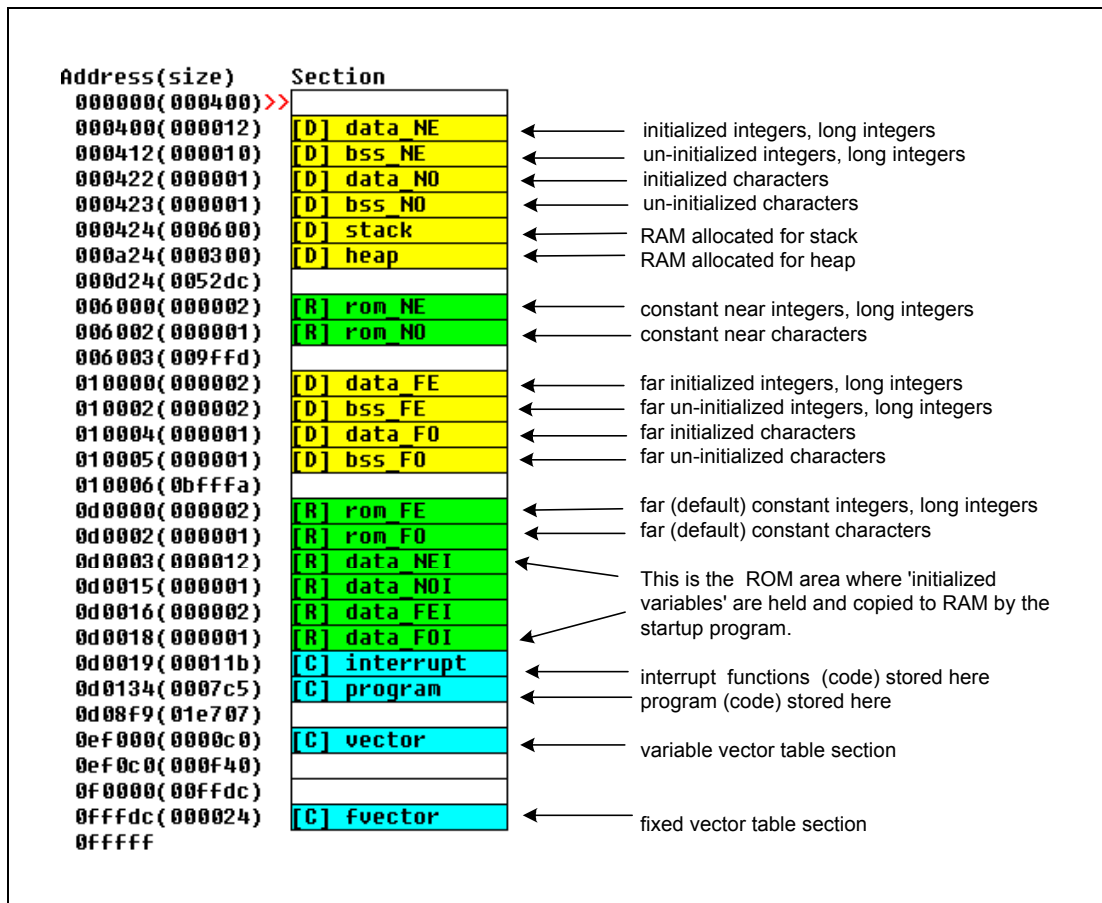 Address(size) Section
000000(000400)>>
000400(000012) [D] data_NE initialized integers, long integers
000412(000010) [D] bss_NE un-initialized integers, long integers
000422(000001) [D] data_NO initialized characters
000423(000001) [D] bss_NO un-initialized characters
000424(000600) [D] stack RAM allocated for stack
000a24(000300) [D] heap RAM allocated for heap
000d24(0052dc)
006000(000002) [R] rom_NE constant near integers, long integers
006002(000001) [R] rom_NO constant near characters
006003(009ffd)
010000(000002) [D] data_FE far initialized integers, long integers
010002(000002) [D] bss_FE far un-initialized integers, long integers
010004(000001) [D] data_FO far initialized characters
010005(000001) [D] bss_FO far un-initialized characters
010006(0bfffa)
0d0000(000002) [R] rom_FE far (default) constant integers, long integers
0d0002(000001) [R] rom_FO far (default) constant characters
0d0003(000012) [R] data_NEI
0d0015(000001) [R] data_NOI
0d0016(000002) [R] data_FEI
0d0018(000001) [R] data_FOI
This is the ROM area where 'initialized
variables' are held and copied to RAM by the
startup program.
0d0019(00011b) [C] interrupt interrupt functions (code) stored here
0d0134(0007c5) [C] program program (code) stored here
0d08f9(01e707)
0ef000(0000c0) [C] vector variable vector table section
0ef0c0(000f40)
0f0000(00ffdc)
0fffdc(000024) [C] fvector fixed vector table section
0fffff